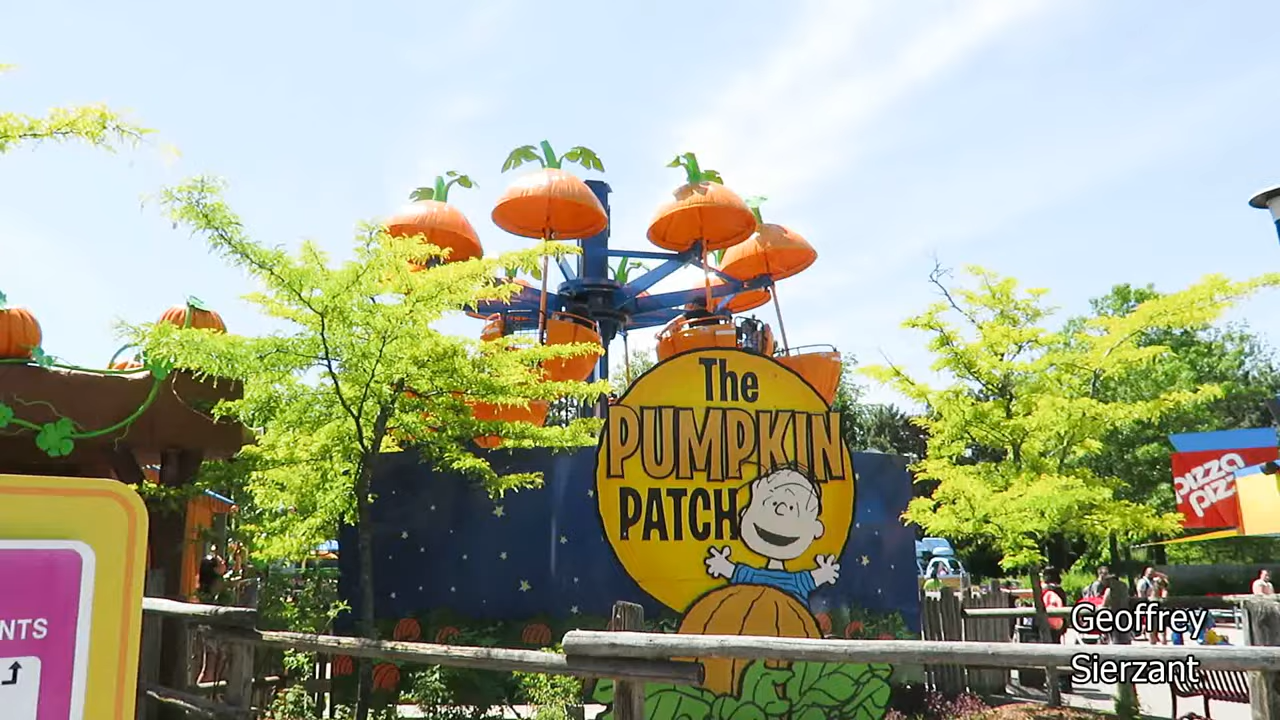 The
PUMPKIN
PATCH
NTS
pizza
pizza
Geoffrey
Sierzant